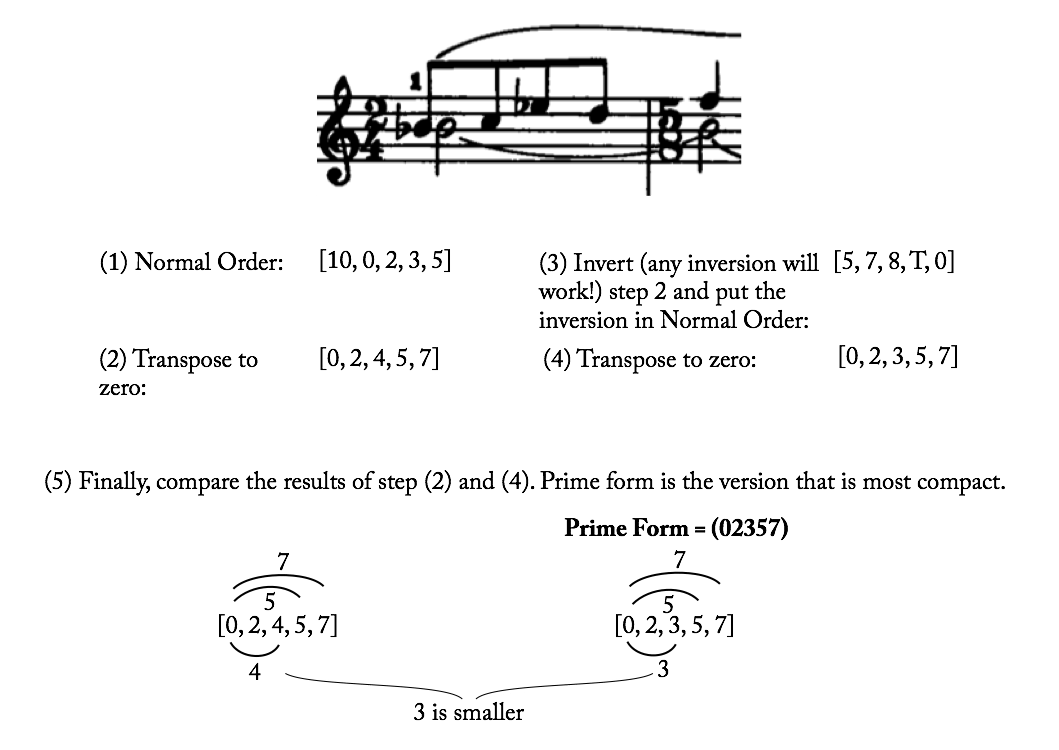 1
2
4
5
8
(1) Normal Order: [10, 0, 2, 3, 5]
(3) Invert (any inversion will [5, 7, 8, T, 0]
work!) step 2 and put the
inversion in Normal Order:
(2) Transpose to [0, 2, 4, 5, 7]
zero:
(4) Transpose to zero: [0, 2, 3, 5, 7]
(5) Finally, compare the results of step (2) and (4). Prime form is the version that is most compact.
Prime Form = (02357)
7
5
[0, 2, 4, 5, 7]
4
7
5
[0, 2, 3, 5, 7]
3
3 is smaller